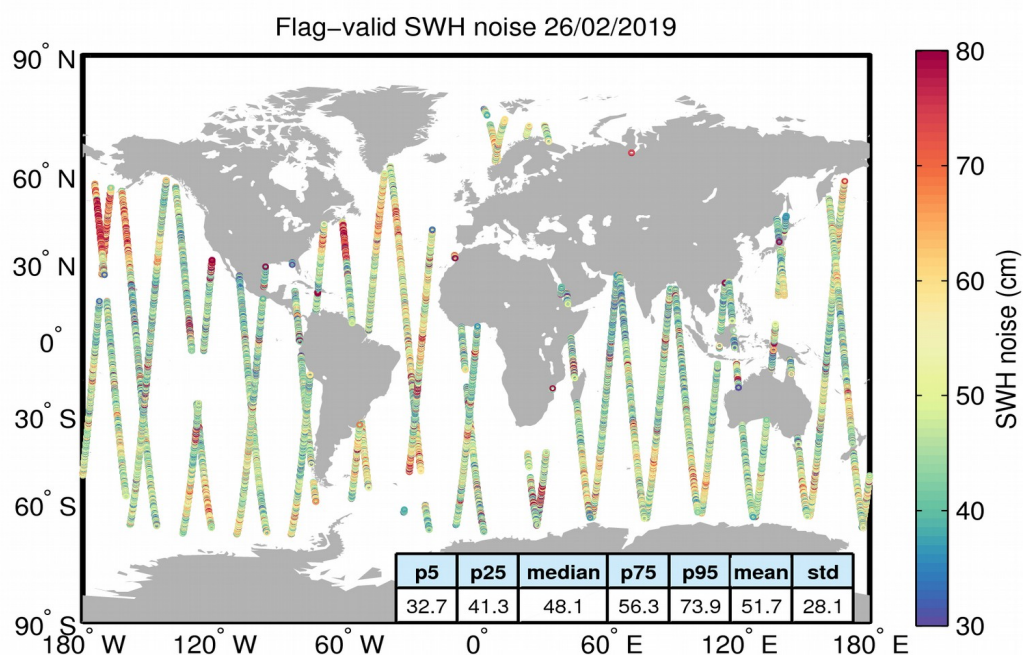 Flag−valid SWH noise 26/02/2019
90° N
60° N
30° N
0°
30° S
60° S
90° S
180° W
120° W
60° W
0°
60° E
120° E
180° E
80
70
60
50
40
30
SWH noise (cm)
p5 p25 median p75 p95 mean std
32.7 41.3 48.1 56.3 73.9 51.7 28.1